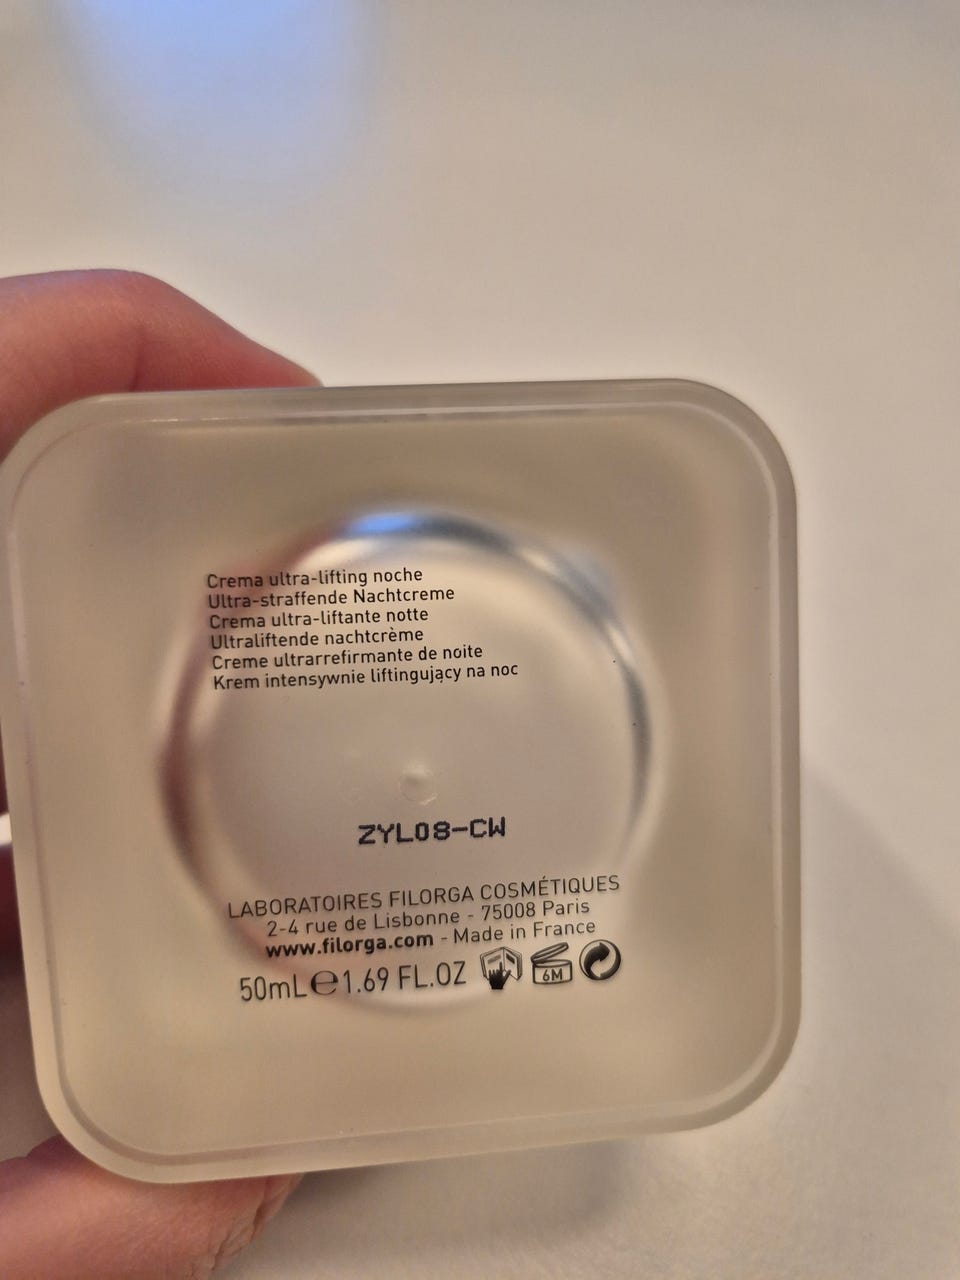 Crema ultra-lifting noche
Ultra-straffende Nachtcreme
Crema ultra-liftante notte
Ultraliftende nachtcrème
Creme ultrarrefirmante de noite
Krem intensywnie liftingujący na noc
ZYL08-CW
LABORATOIRES FILORGA COSMÉTIQUES
2-4 rue de Lisbonne - 75008 Paris
www.filorga.com - Made in France
50mL℮1.69 FL.OZ 6M